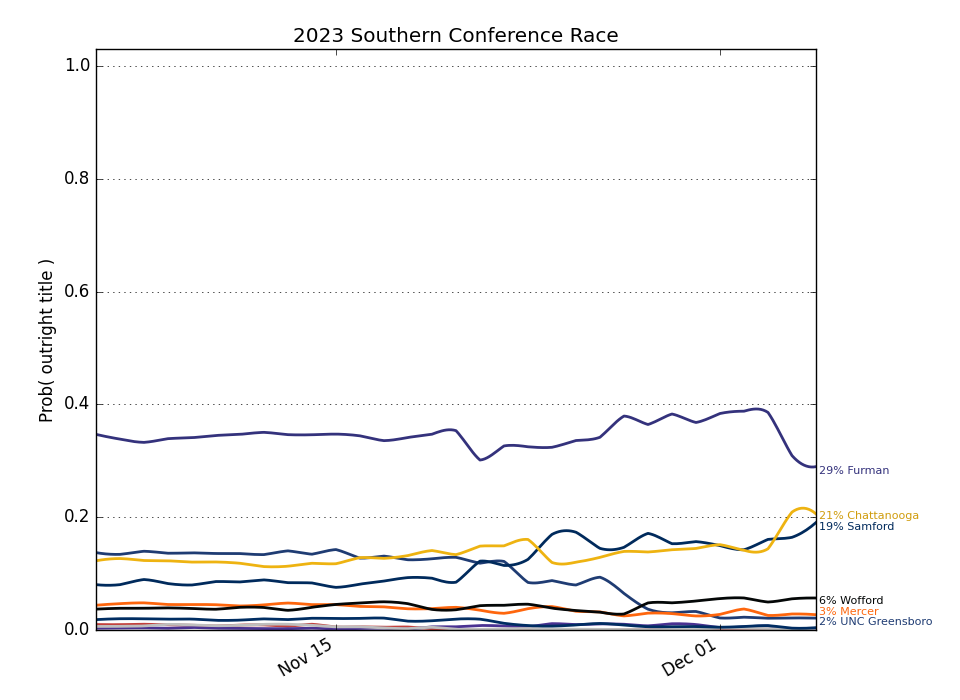 2023 Southern Conference Race
1.0
0.8
0.6
0.4
0.2
0.0
Prob( outright title )
29% Furman
21% Chattanooga
19% Samford
6% Wofford
3% Mercer
2% UNC Greensboro
Nov 15
Dec 01